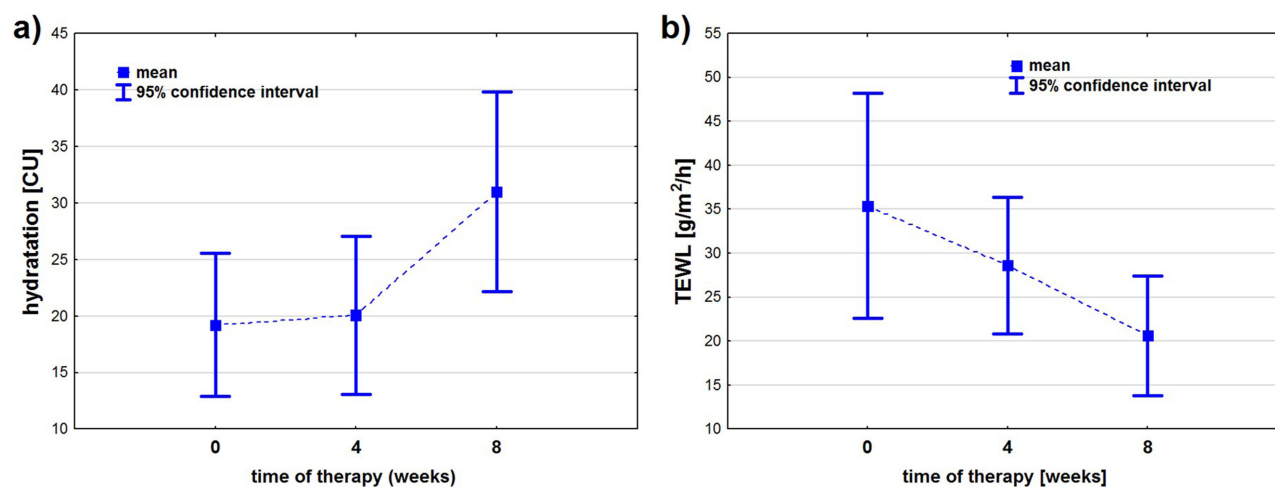 a)
hydratation [CU]
45
40
35
30
25
20
15
10
mean
95% confidence interval
0 4 8
time of therapy (weeks)
b)
TEWL [g/m²/h]
55
50
45
40
35
30
25
20
15
10
mean
95% confidence interval
0 4 8
time of therapy [weeks]